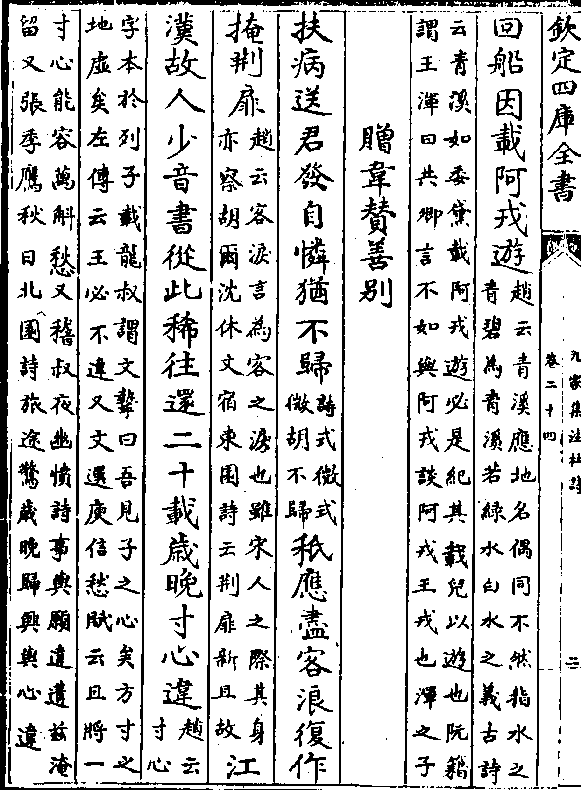 欽定四庫全書
回船因載阿戎遊趙云青溪應地名偶同不然指水之
青碧為青溪若緑水白水之義古詩
云青溪如委黛載阿戎遊必是紀其載兒以遊也阮籍
謂王渾曰共卿言不如與阿戎談阿戎王戎也渾之子
贈韋賛善别
扶病送君發自憐猶不歸詩式微式
微胡不歸秖應盡客淚復作
掩荆扉趙云客淚言為客之淚也雖宋人之際其身
亦察胡爾沈休文宿東園詩云荆扉新且故江
漢故人少音書從此稀往還二十載歳晩寸心違趙云
寸心
字本於列子載龍叔謂文摯曰吾見子之心矣方寸之
地虚矣左傳云王必不違又文選庾信愁賦云且將一
寸心能容萬斛愁又嵇叔夜幽憤詩事與願違遘兹淹
留又張季鷹秋日北園詩旅途驚歳晩歸興與心違
九家集注杜詩
卷二十四
二